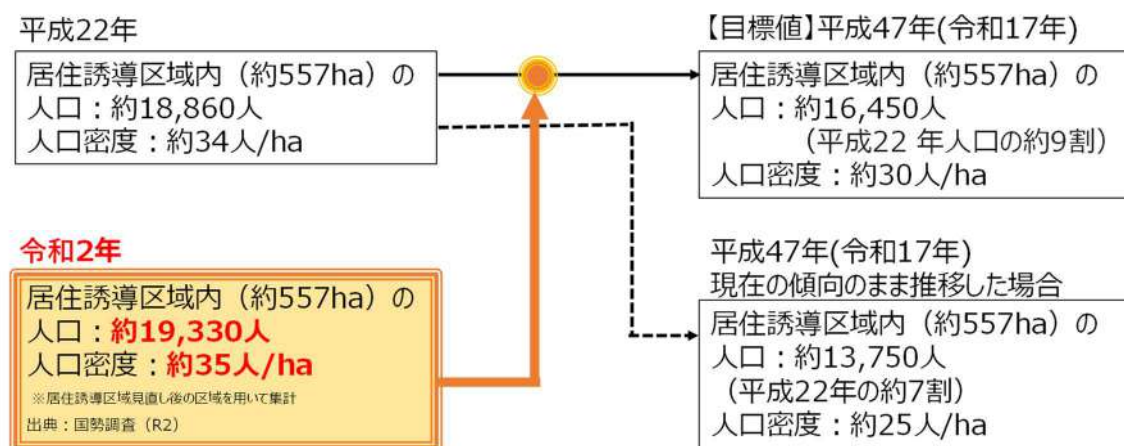 平成22年
居住誘導区域内（約557ha）の
人口：約18,860人
人口密度：約34人/ha
【目標値】平成47年(令和17年)
居住誘導区域内（約557ha）の
人口：約16,450人
（平成22 年人口の約9割）
人口密度：約30人/ha
令和2年
居住誘導区域内（約557ha）の
人口：約19,330人
人口密度：約35人/ha
※居住誘導区域見直し後の区域を用いて集計
出典：国勢調査（R2）
平成47年(令和17年)
現在の傾向のまま推移した場合
居住誘導区域内（約557ha）の
人口：約13,750人
（平成22年の約7割）
人口密度：約25人/ha